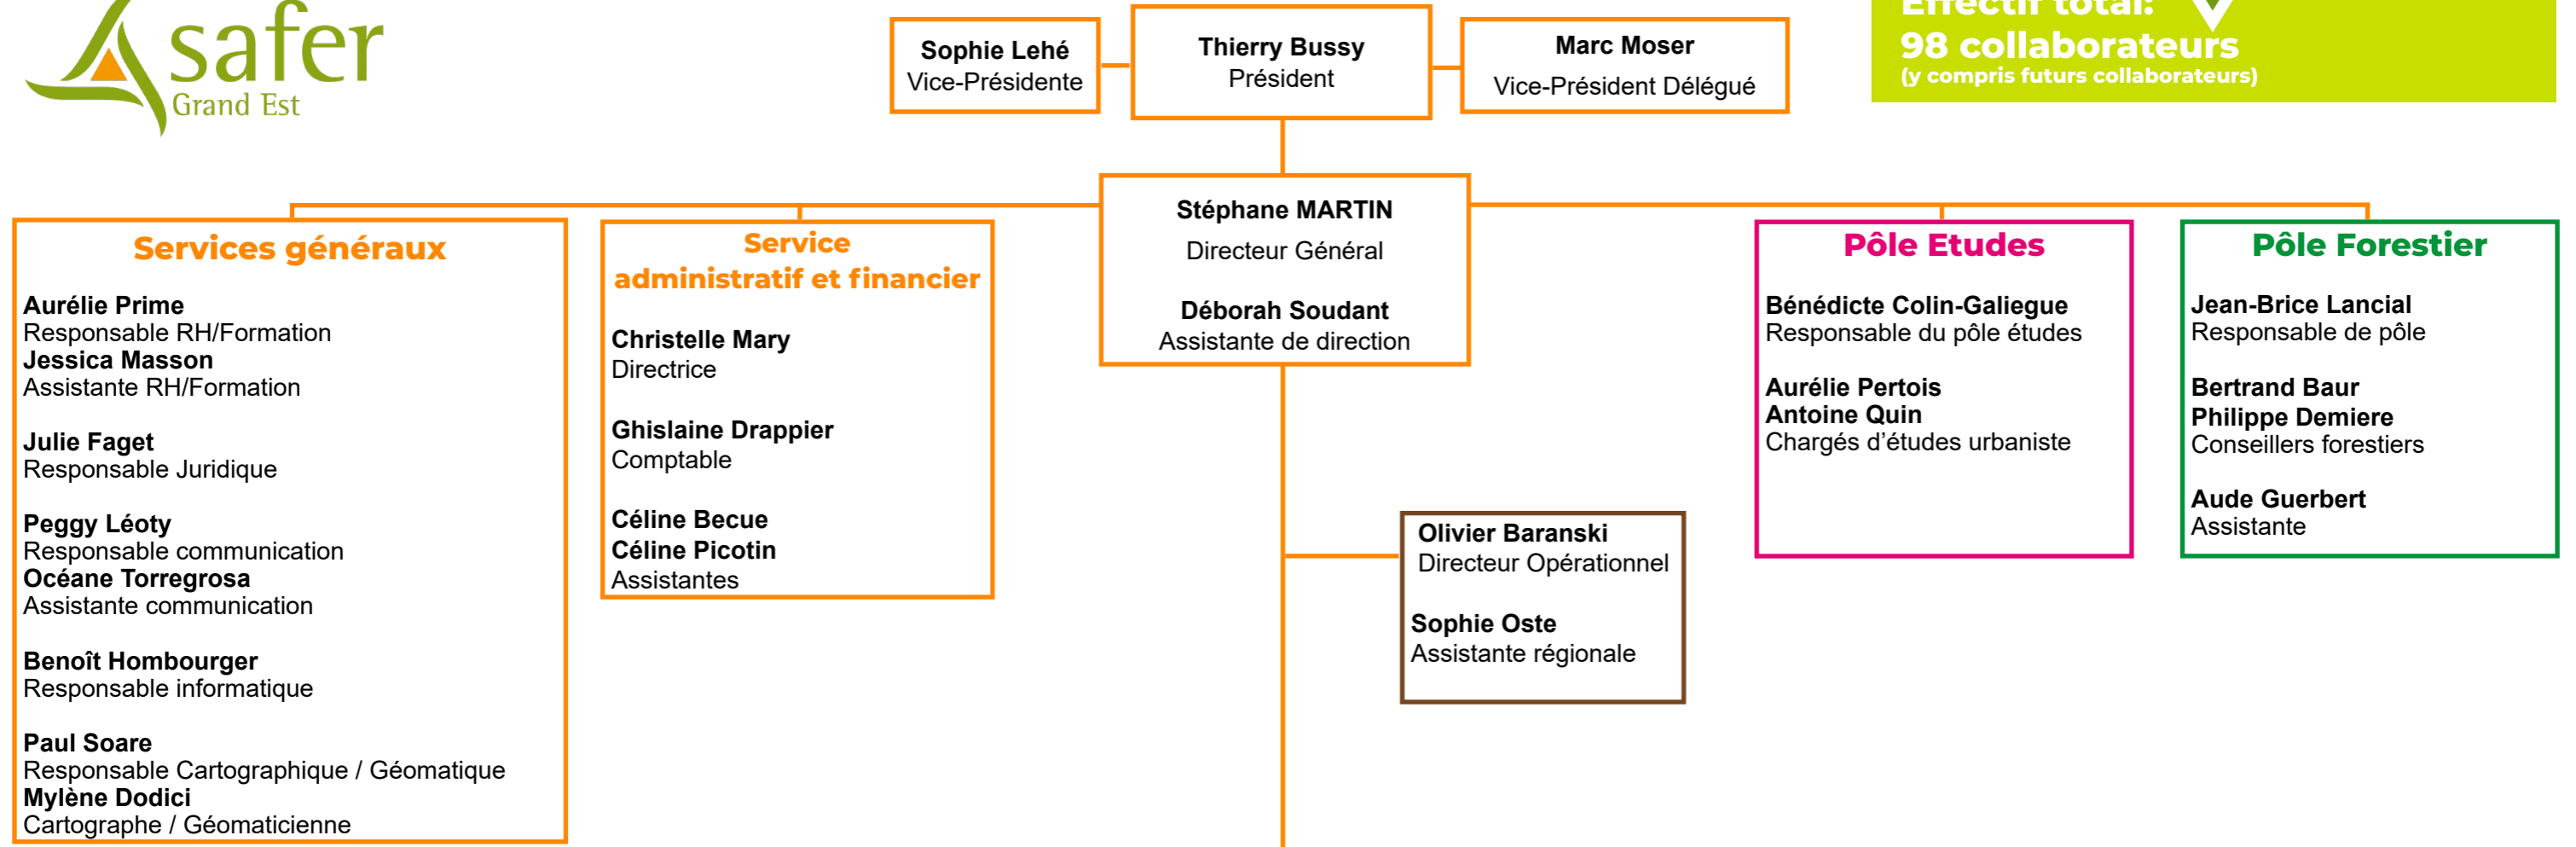 safer
Grand Est
Sophie Lehé
Vice-Présidente
Thierry Bussy
Président
Marc Moser
Vice-Président Délégué
Effectif total:
98 collaborateurs
(y compris futurs collaborateurs)
Stéphane MARTIN
Directeur Général
Déborah Soudant
Assistante de direction
Services généraux
Aurélie Prime
Responsable RH/Formation
Jessica Masson
Assistante RH/Formation
Julie Faget
Responsable Juridique
Peggy Léoty
Responsable communication
Océane Torregrosa
Assistante communication
Benoît Hombourger
Responsable informatique
Paul Soare
Responsable Cartographique / Géomatique
Mylène Dodici
Cartographe / Géomaticienne
Service
administratif et financier
Christelle Mary
Directrice
Ghislaine Drappier
Comptable
Céline Becue
Céline Picotin
Assistantes
Olivier Baranski
Directeur Opérationnel
Sophie Oste
Assistante régionale
Pôle Etudes
Bénédicte Colin-Galiegue
Responsable du pôle études
Aurélie Pertois
Antoine Quin
Chargés d’études urbaniste
Pôle Forestier
Jean-Brice Lancial
Responsable de pôle
Bertrand Baur
Philippe Demiere
Conseillers forestiers
Aude Guerbert
Assistante